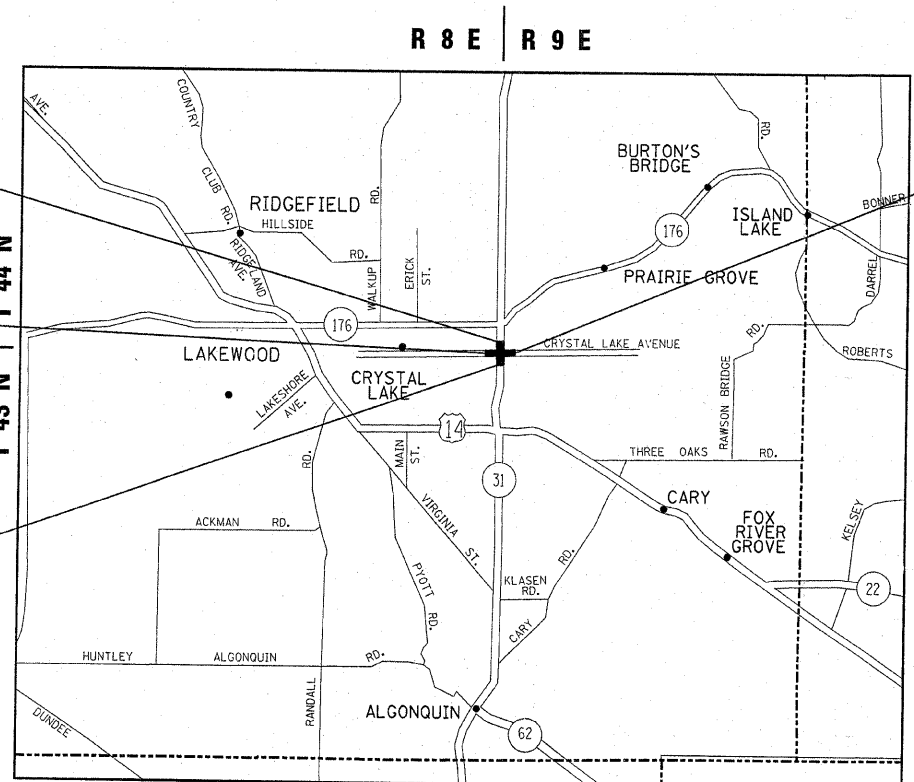 R 8 E
R 9 E
AVE.
COUNTRY
CLUB
RD.
RIDGEFIELD
HILLSIDE
RD.
RIDGELAND
AVE.
WALKUP
RD.
ERICK
ST.
RD.
BURTON'S
BRIDGE
176
ISLAND
LAKE
BONNER
PRAIRIE GROVE
DARREL
RD.
T 44 N
T 43 N
176
LAKEWOOD
CRYSTAL
LAKE
CRYSTAL LAKE AVENUE
ROBERTS
LAKESHORE
AVE.
RAWSON BRIDGE
14
MAIN
ST.
THREE OAKS RD.
RD.
31
CARY
FOX
RIVER
GROVE
KELSEY
ACKMAN RD.
VIRGINIA
ST.
PYOTT
RD.
KLASEN
RD.
CARY
RD.
22
HUNTLEY ALGONQUIN RD.
RANDALL
ALGONQUIN
62
DUNDEE